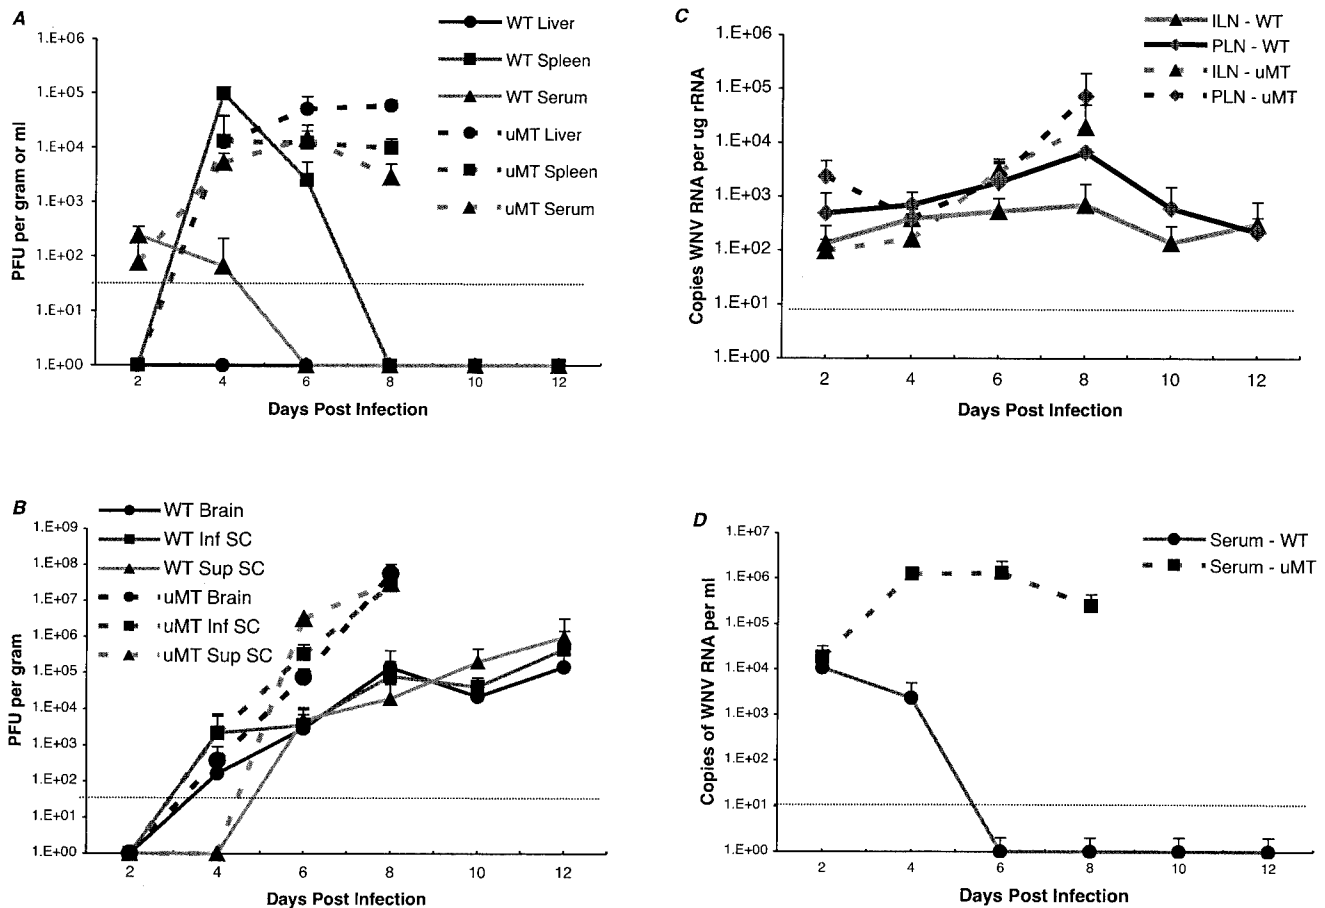 A
WT Liver
WT Spleen
WT Serum
uMT Liver
uMT Spleen
uMT Serum
PFU per gram or ml
1.E+06
1.E+05
1.E+04
1.E+03
1.E+02
1.E+01
1.E+00
2 4 6 8 10 12
Days Post Infection
C
ILN - WT
PLN - WT
ILN - uMT
PLN - uMT
Copies WNV RNA per ug rRNA
1.E+06
1.E+05
1.E+04
1.E+03
1.E+02
1.E+01
1.E+00
2 4 6 8 10 12
Days Post Infection
B
WT Brain
WT Inf SC
WT Sup SC
uMT Brain
uMT Inf SC
uMT Sup SC
PFU per gram
1.E+09
1.E+08
1.E+07
1.E+06
1.E+05
1.E+04
1.E+03
1.E+02
1.E+01
1.E+00
2 4 6 8 10 12
Days Post Infection
D
Serum - WT
Serum - uMT
Copies of WNV RNA per ml
1.E+07
1.E+06
1.E+05
1.E+04
1.E+03
1.E+02
1.E+01
1.E+00
2 4 6 8 10 12
Days Post Infection